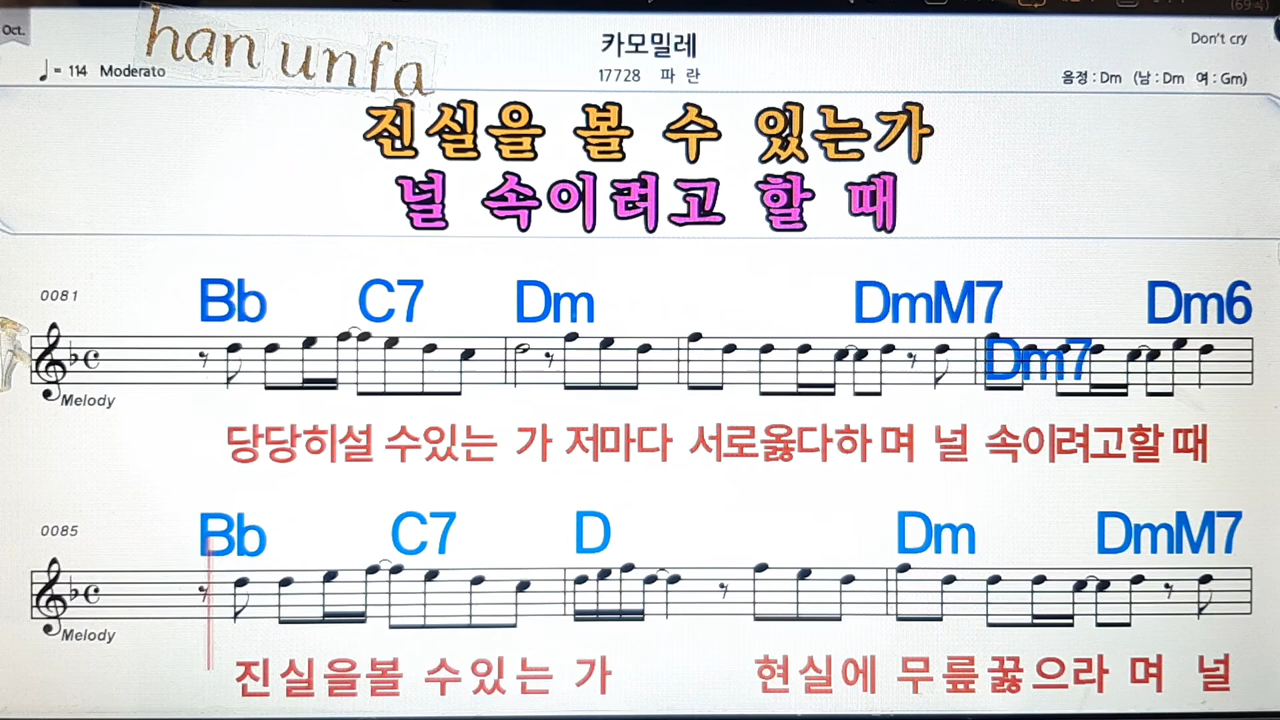 Oct.
han unfa
카모밀레
Don't cry
♩= 114 Moderato
17728 파 란
음정 : Dm (남 : Dm 여 : Gm)
진실을 볼 수 있는가
널 속이려고 할 때
0081
Bb C7 Dm DmM7 Dm7 Dm6
Melody
당당히설 수있는 가 저마다 서로옳다하 며 널 속이려고할 때
0085
Bb C7 D Dm DmM7
Melody
진실을볼 수있는 가 현실에 무릎꿇으라 며 널